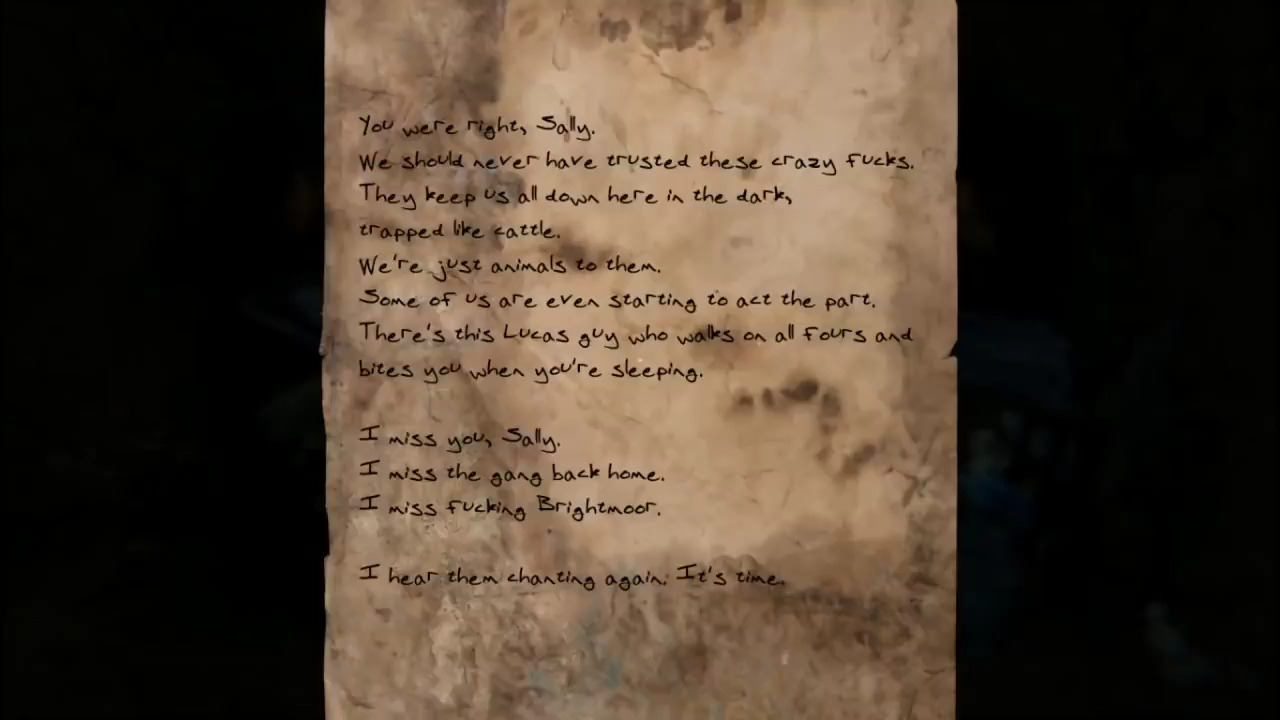 You were right, Sally.
We should never have trusted these crazy fucks.
They keep us all down here in the dark,
trapped like cattle.
We're just animals to them.
Some of us are even starting to act the part.
There's this Lucas guy who walks on all fours and
bites you when you're sleeping.
I miss you, Sally.
I miss the gang back home.
I miss fucking Brightmoor.
I hear them chanting again. It's time.